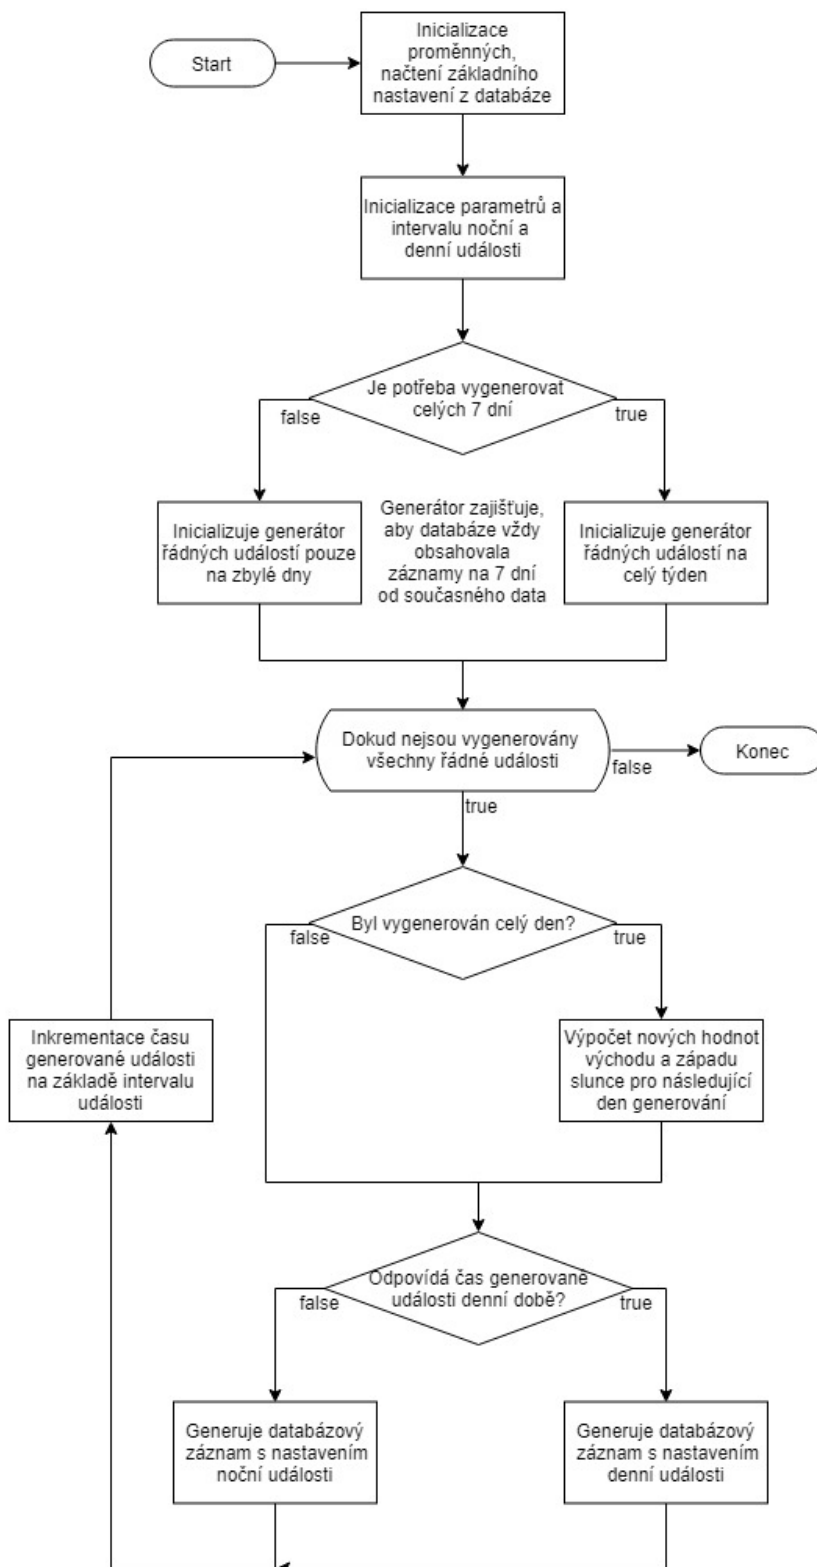 Start
Inicializace
proměnných,
načtení základního
nastavení z databáze
Inicializace parametrů a
intervalu noční a
denní události
Je potřeba vygenerovat
celých 7 dní
false
true
Inicializuje generátor
řádných událostí pouze
na zbylé dny
Generátor zajišťuje,
aby databáze vždy
obsahovala
záznamy na 7 dní
od současného data
Inicializuje generátor
řádných událostí na
celý týden
Dokud nejsou vygenerovány
všechny řádné události
false
Konec
true
Byl vygenerován celý den?
false
true
Inkrementace času
generované události
na základě intervalu
události
Výpočet nových hodnot
východu a západu
slunce pro následující
den generování
Odpovídá čas generované
události denní době?
false
true
Generuje databázový
záznam s nastavením
noční události
Generuje databázový
záznam s nastavením
denní události